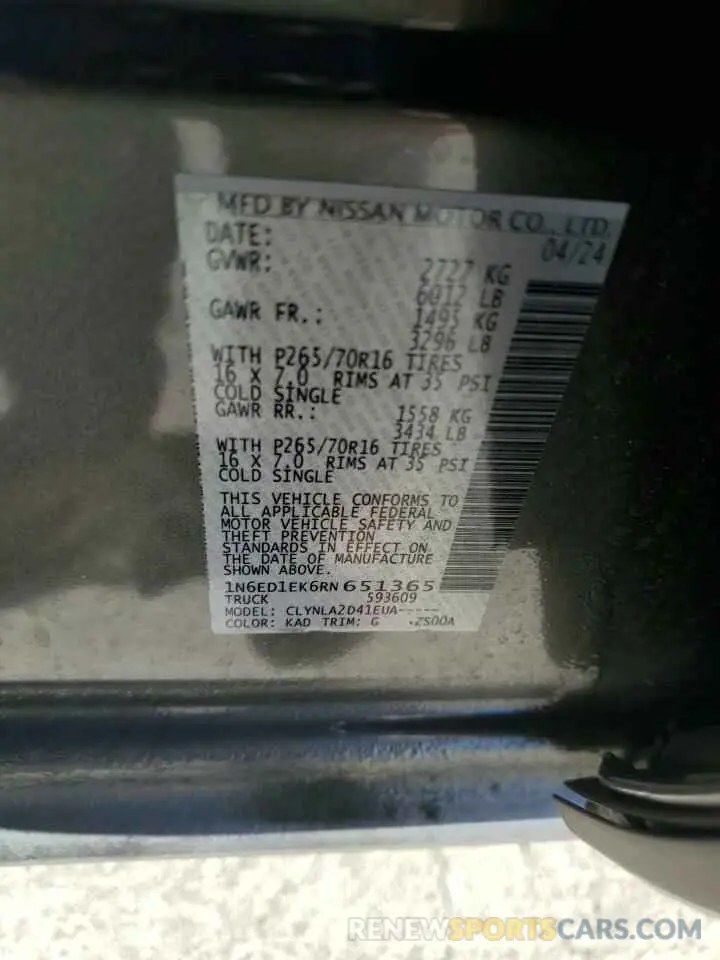 MFD BY NISSAN MOTOR CO., LTD.
DATE: 04/24
GVWR: 2727 KG
6012 LB
GAWR FR.: 1495 KG
3296 LB
WITH P265/70R16 TIRES
16 X 7.0 RIMS AT 35 PSI
COLD SINGLE
GAWR RR.: 1558 KG
3434 LB
WITH P265/70R16 TIRES
16 X 7.0 RIMS AT 35 PSI
COLD SINGLE
THIS VEHICLE CONFORMS TO
ALL APPLICABLE FEDERAL
MOTOR VEHICLE SAFETY AND
THEFT PREVENTION
STANDARDS IN EFFECT ON
THE DATE OF MANUFACTURE
SHOWN ABOVE.
1N6ED1EK6RN651365
TRUCK 593609
MODEL: CLYNLA2D41EUA-----
COLOR: KAD TRIM: G .ZS00A
RENEWSPORTSCARS.COM